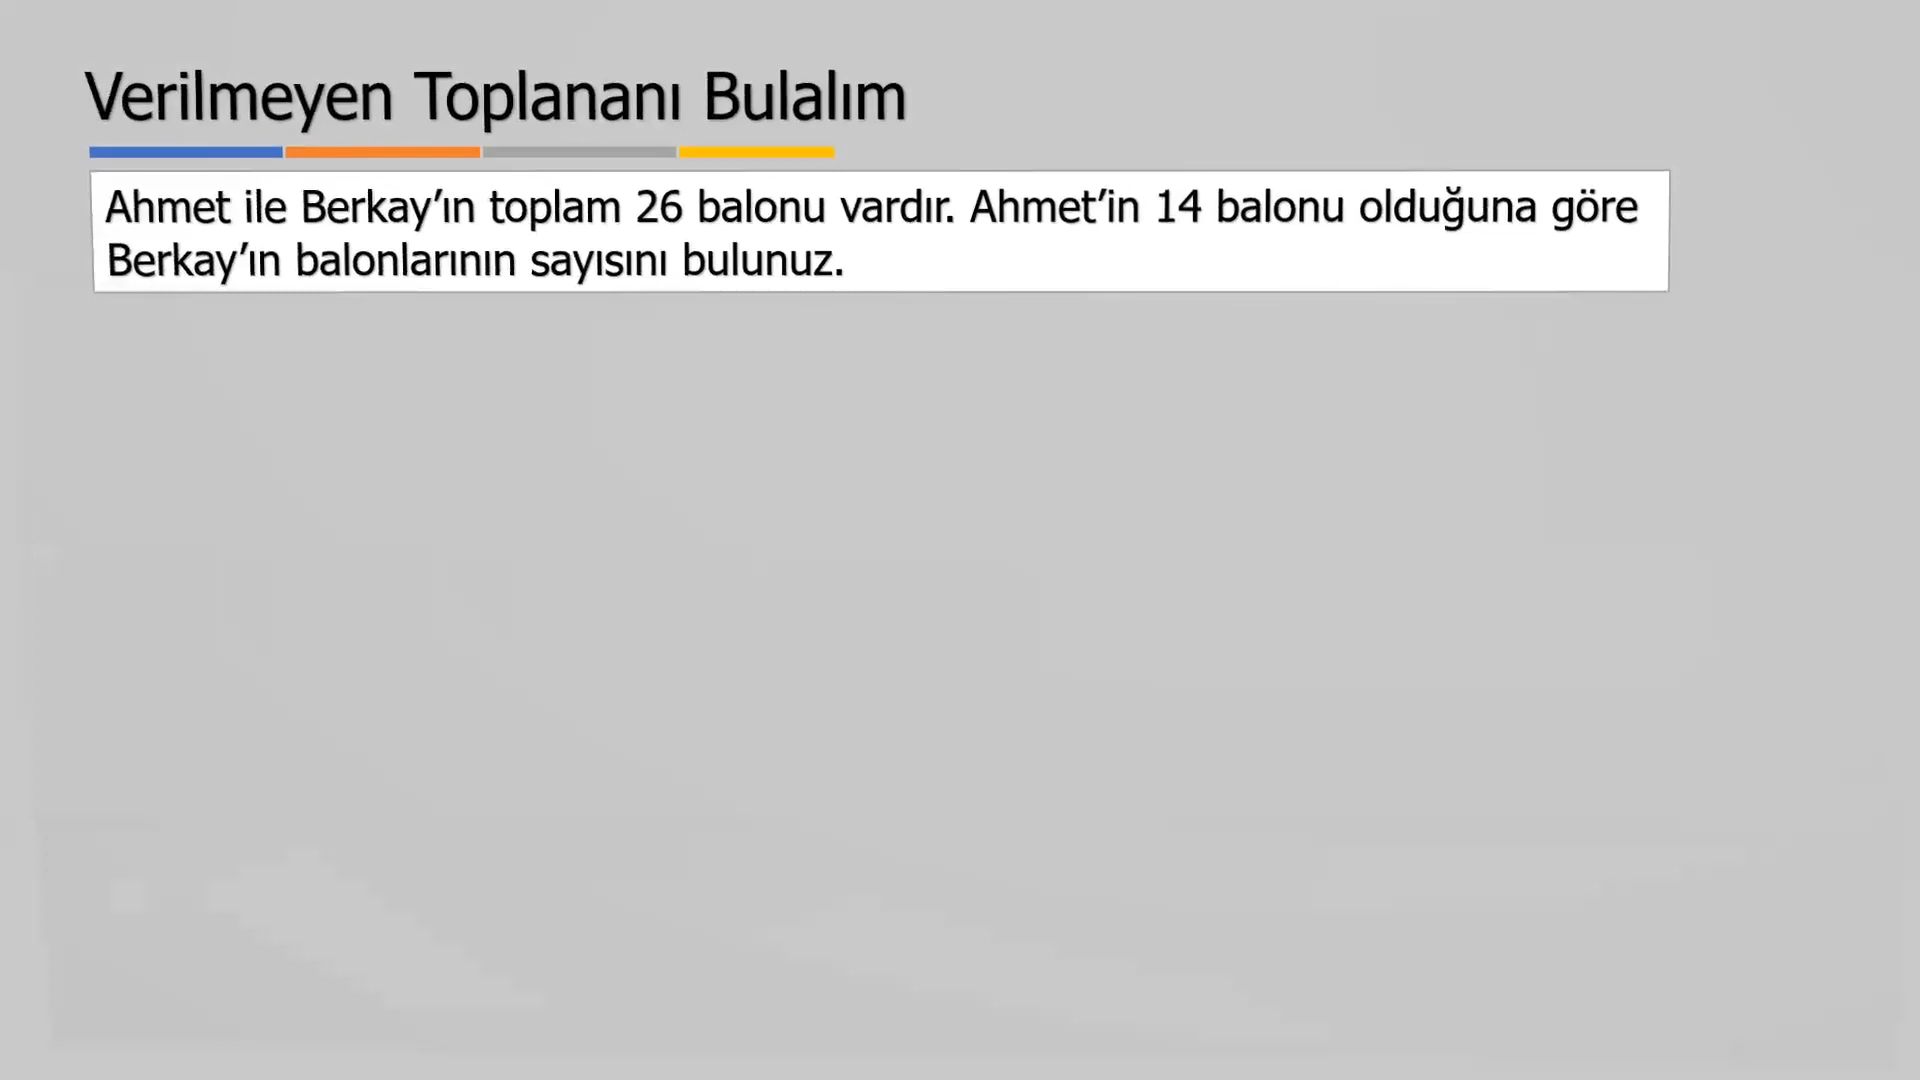 Verilmeyen Toplananı Bulalım
Ahmet ile Berkay’ın toplam 26 balonu vardır. Ahmet’in 14 balonu olduğuna göre
Berkay’ın balonlarının sayısını bulunuz.